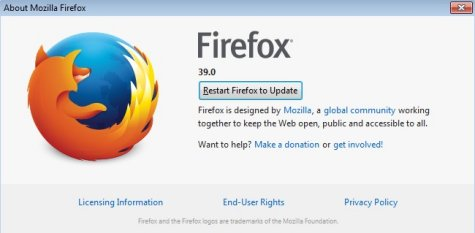 About Mozilla Firefox
Firefox
39.0
Restart Firefox to Update
Firefox is designed by Mozilla, a global community working
together to keep the Web open, public and accessible to all.
Want to help? Make a donation or get involved!
Licensing Information End-User Rights Privacy Policy
Firefox and the Firefox logos are trademarks of the Mozilla Foundation.